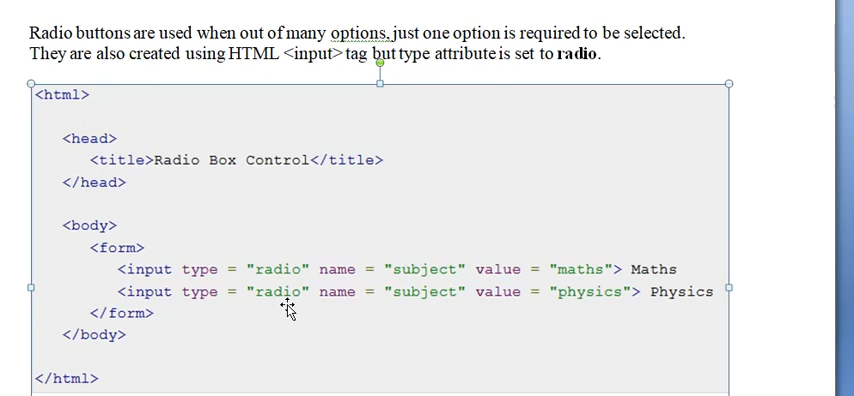 Radio buttons are used when out of many options, just one option is required to be selected.
They are also created using HTML <input> tag but type attribute is set to radio.
<html>
<head>
<title>Radio Box Control</title>
</head>
<body>
<form>
<input type = "radio" name = "subject" value = "maths"> Maths
<input type = "radio" name = "subject" value = "physics"> Physics
</form>
</body>
</html>